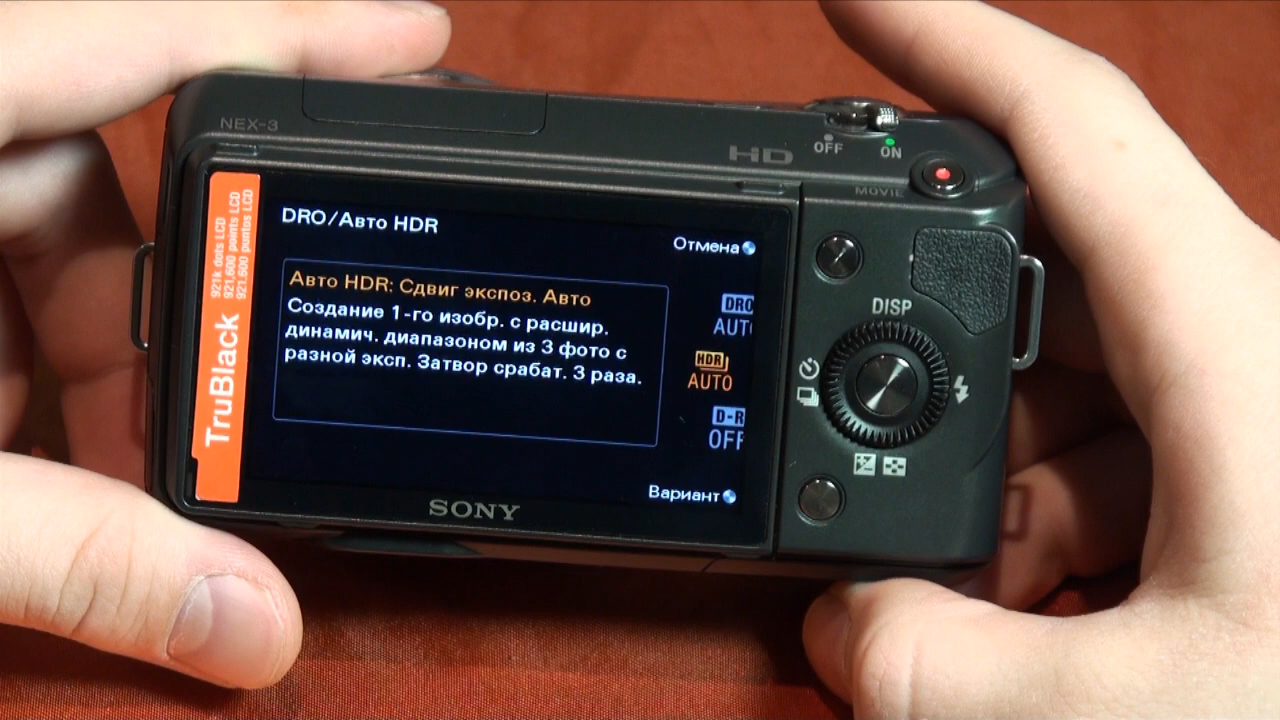 NEX-3
HD
OFF
ON
MOVIE
DISP
TruBlack
921k dots LCD
921,600 points LCD
921.600 puntos LCD
DRO/Авто HDR
Отмена
Авто HDR: Сдвиг экспоз. Авто
Создание 1-го изобр. с расшир.
динамич. диапазоном из 3 фото с
разной эксп. Затвор срабат. 3 раза.
DRO
AUTO
HDR
AUTO
D-R
OFF
Вариант
SONY